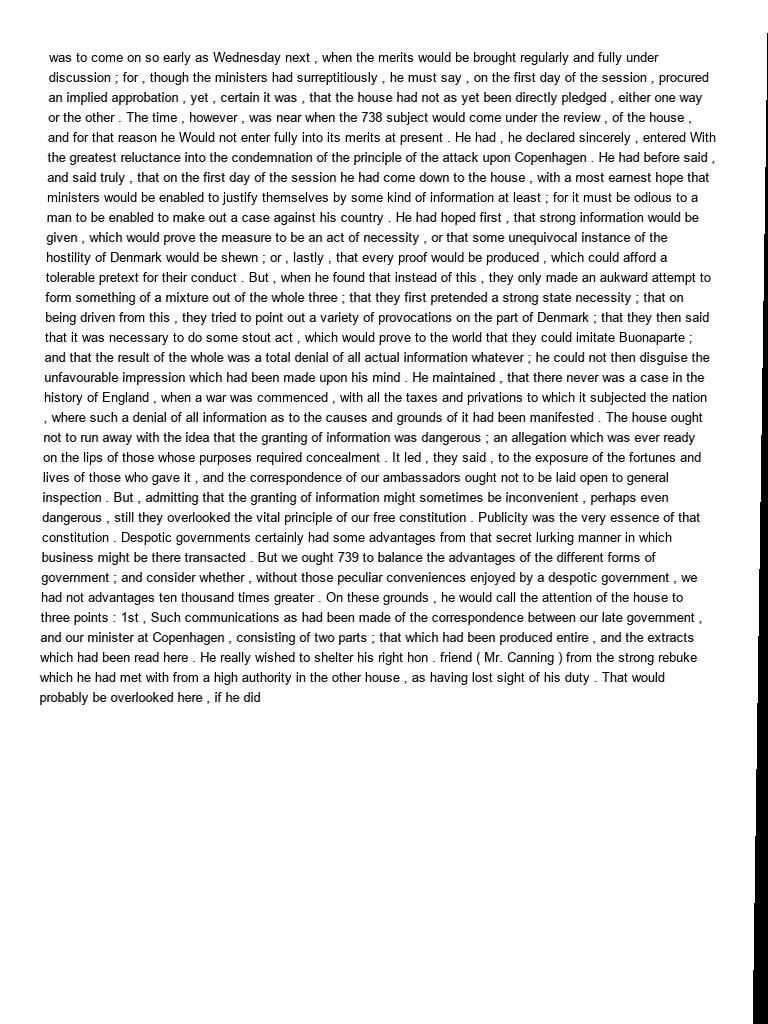 was to come on so early as Wednesday next , when the merits would be brought regularly and fully under
discussion ; for , though the ministers had surreptitiously , he must say , on the first day of the session , procured
an implied approbation , yet , certain it was , that the house had not as yet been directly pledged , either one way
or the other . The time , however , was near when the 738 subject would come under the review , of the house ,
and for that reason he Would not enter fully into its merits at present . He had , he declared sincerely , entered With
the greatest reluctance into the condemnation of the principle of the attack upon Copenhagen . He had before said ,
and said truly , that on the first day of the session he had come down to the house , with a most earnest hope that
ministers would be enabled to justify themselves by some kind of information at least ; for it must be odious to a
man to be enabled to make out a case against his country . He had hoped first , that strong information would be
given , which would prove the measure to be an act of necessity , or that some unequivocal instance of the
hostility of Denmark would be shewn ; or , lastly , that every proof would be produced , which could afford a
tolerable pretext for their conduct . But , when he found that instead of this , they only made an aukward attempt to
form something of a mixture out of the whole three ; that they first pretended a strong state necessity ; that on
being driven from this , they tried to point out a variety of provocations on the part of Denmark ; that they then said
that it was necessary to do some stout act , which would prove to the world that they could imitate Buonaparte ;
and that the result of the whole was a total denial of all actual information whatever ; he could not then disguise the
unfavourable impression which had been made upon his mind . He maintained , that there never was a case in the
history of England , when a war was commenced , with all the taxes and privations to which it subjected the nation
, where such a denial of all information as to the causes and grounds of it had been manifested . The house ought
not to run away with the idea that the granting of information was dangerous ; an allegation which was ever ready
on the lips of those whose purposes required concealment . It led , they said , to the exposure of the fortunes and
lives of those who gave it , and the correspondence of our ambassadors ought not to be laid open to general
inspection . But , admitting that the granting of information might sometimes be inconvenient , perhaps even
dangerous , still they overlooked the vital principle of our free constitution . Publicity was the very essence of that
constitution . Despotic governments certainly had some advantages from that secret lurking manner in which
business might be there transacted . But we ought 739 to balance the advantages of the different forms of
government ; and consider whether , without those peculiar conveniences enjoyed by a despotic government , we
had not advantages ten thousand times greater . On these grounds , he would call the attention of the house to
three points : 1st , Such communications as had been made of the correspondence between our late government ,
and our minister at Copenhagen , consisting of two parts ; that which had been produced entire , and the extracts
which had been read here . He really wished to shelter his right hon . friend ( Mr. Canning ) from the strong rebuke
which he had met with from a high authority in the other house , as having lost sight of his duty . That would
probably be overlooked here , if he did